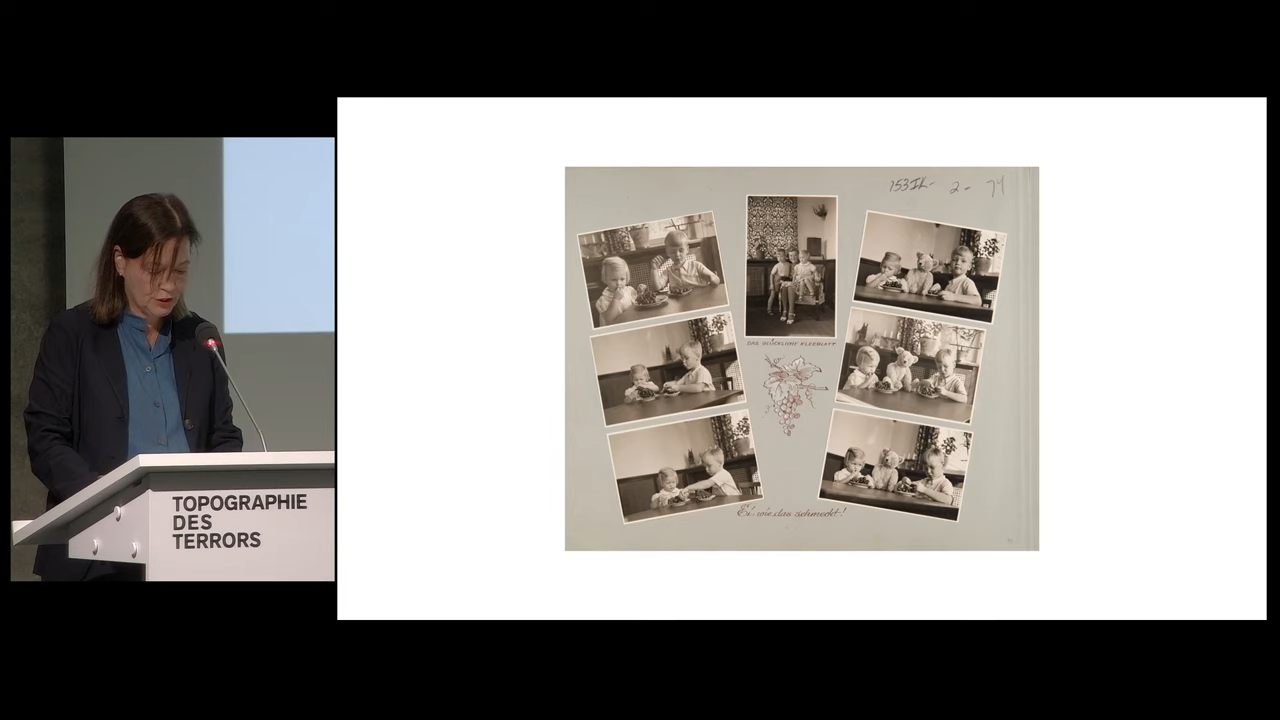 TOPOGRAPHIE
DES
TERRORS
153IL- 2- 74
DAS GLÜCKLICHE KLEEBLATT
Ei, wie das schmeckt!